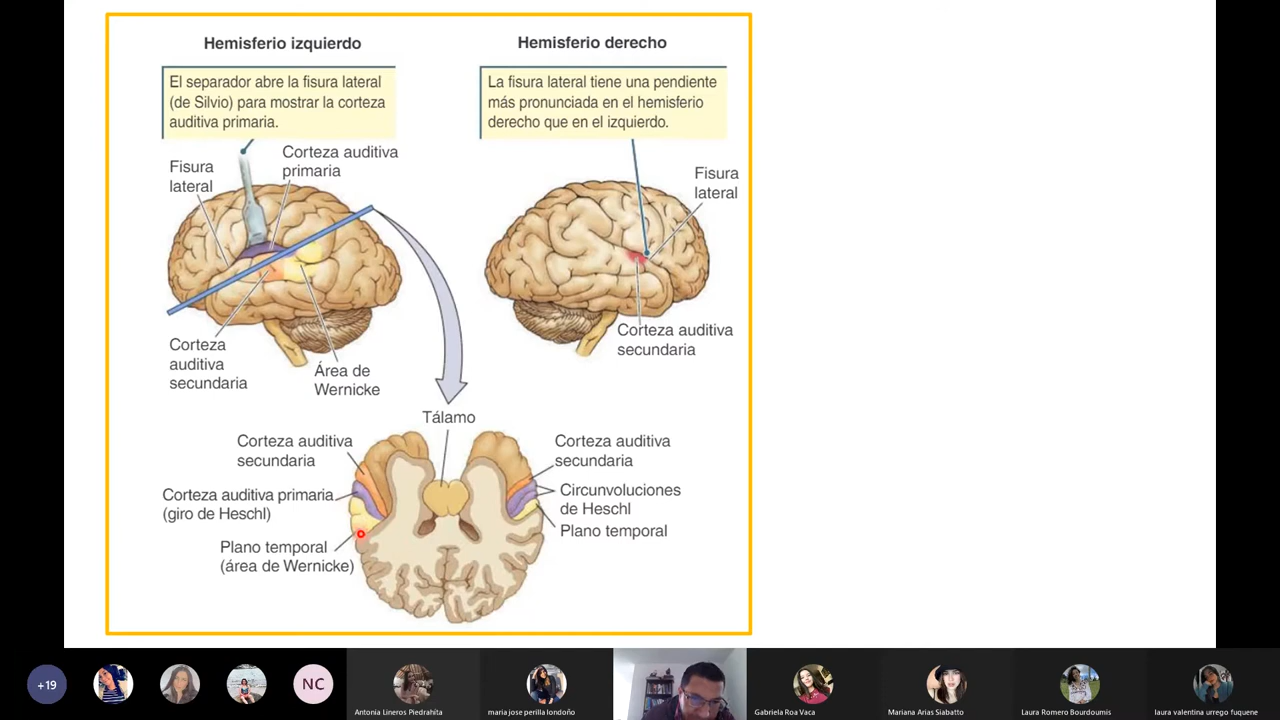 Hemisferio izquierdo
El separador abre la fisura lateral
(de Silvio) para mostrar la corteza
auditiva primaria.
Hemisferio derecho
La fisura lateral tiene una pendiente
más pronunciada en el hemisferio
derecho que en el izquierdo.
Fisura
lateral
Corteza auditiva
primaria
Corteza
auditiva
secundaria
Área de
Wernicke
Fisura
lateral
Corteza auditiva
secundaria
Tálamo
Corteza auditiva
secundaria
Corteza auditiva primaria
(giro de Heschl)
Plano temporal
(área de Wernicke)
Corteza auditiva
secundaria
Circunvoluciones
de Heschl
Plano temporal
+19
NC
Antonia Lineros Piedrahíta
maria jose perilla londoño
Gabriela Roa Vaca
Mariana Arias Siabatto
Laura Romero Bourdoumis
laura valentina urrego fuquene